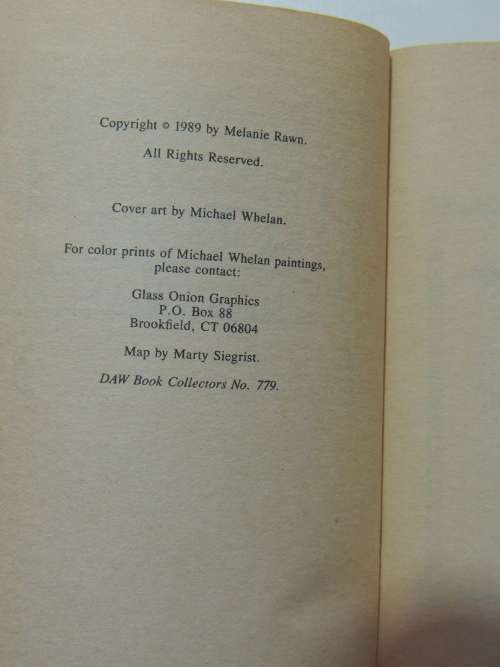 Copyright © 1989 by Melanie Rawn.
All Rights Reserved.
Cover art by Michael Whelan.
For color prints of Michael Whelan paintings,
please contact:
Glass Onion Graphics
P.O. Box 88
Brookfield, CT 06804
Map by Marty Siegrist.
DAW Book Collectors No. 779.